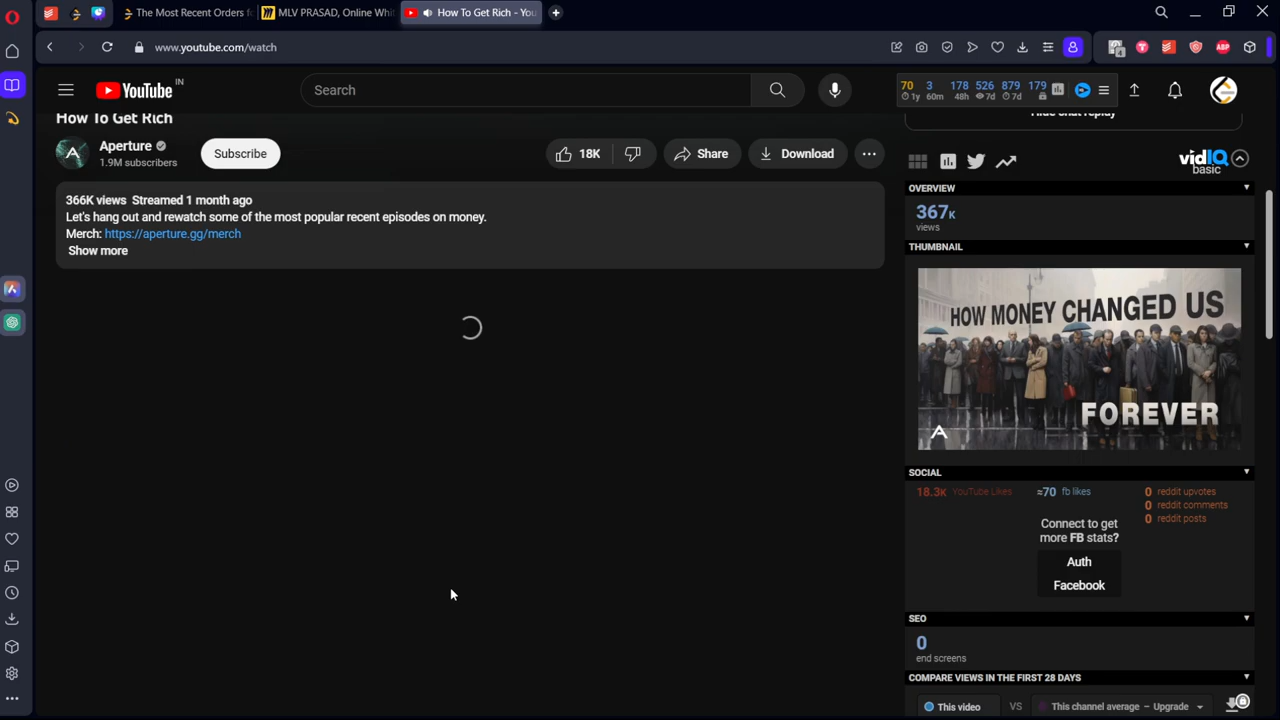 The Most Recent Orders f
MLV PRASAD, Online Whi
How To Get Rich - You
www.youtube.com/watch
4
ABP
YouTube IN
Search
70 3 178 526 879 179
1y 60m 48h 7d 7d
How To Get Rich
Hide chat replay
Aperture
1.9M subscribers
Subscribe
18K
Share
Download
366K views Streamed 1 month ago
Let's hang out and rewatch some of the most popular recent episodes on money.
Merch: https://aperture.gg/merch
Show more
vidIQ
basic
OVERVIEW
367K
views
THUMBNAIL
HOW MONEY CHANGED US
FOREVER
SOCIAL
18.3K YouTube Likes
≈70 fb likes
0 reddit upvotes
0 reddit comments
0 reddit posts
Connect to get
more FB stats?
Auth
Facebook
SEO
0
end screens
COMPARE VIEWS IN THE FIRST 28 DAYS
This video VS This channel average – Upgrade